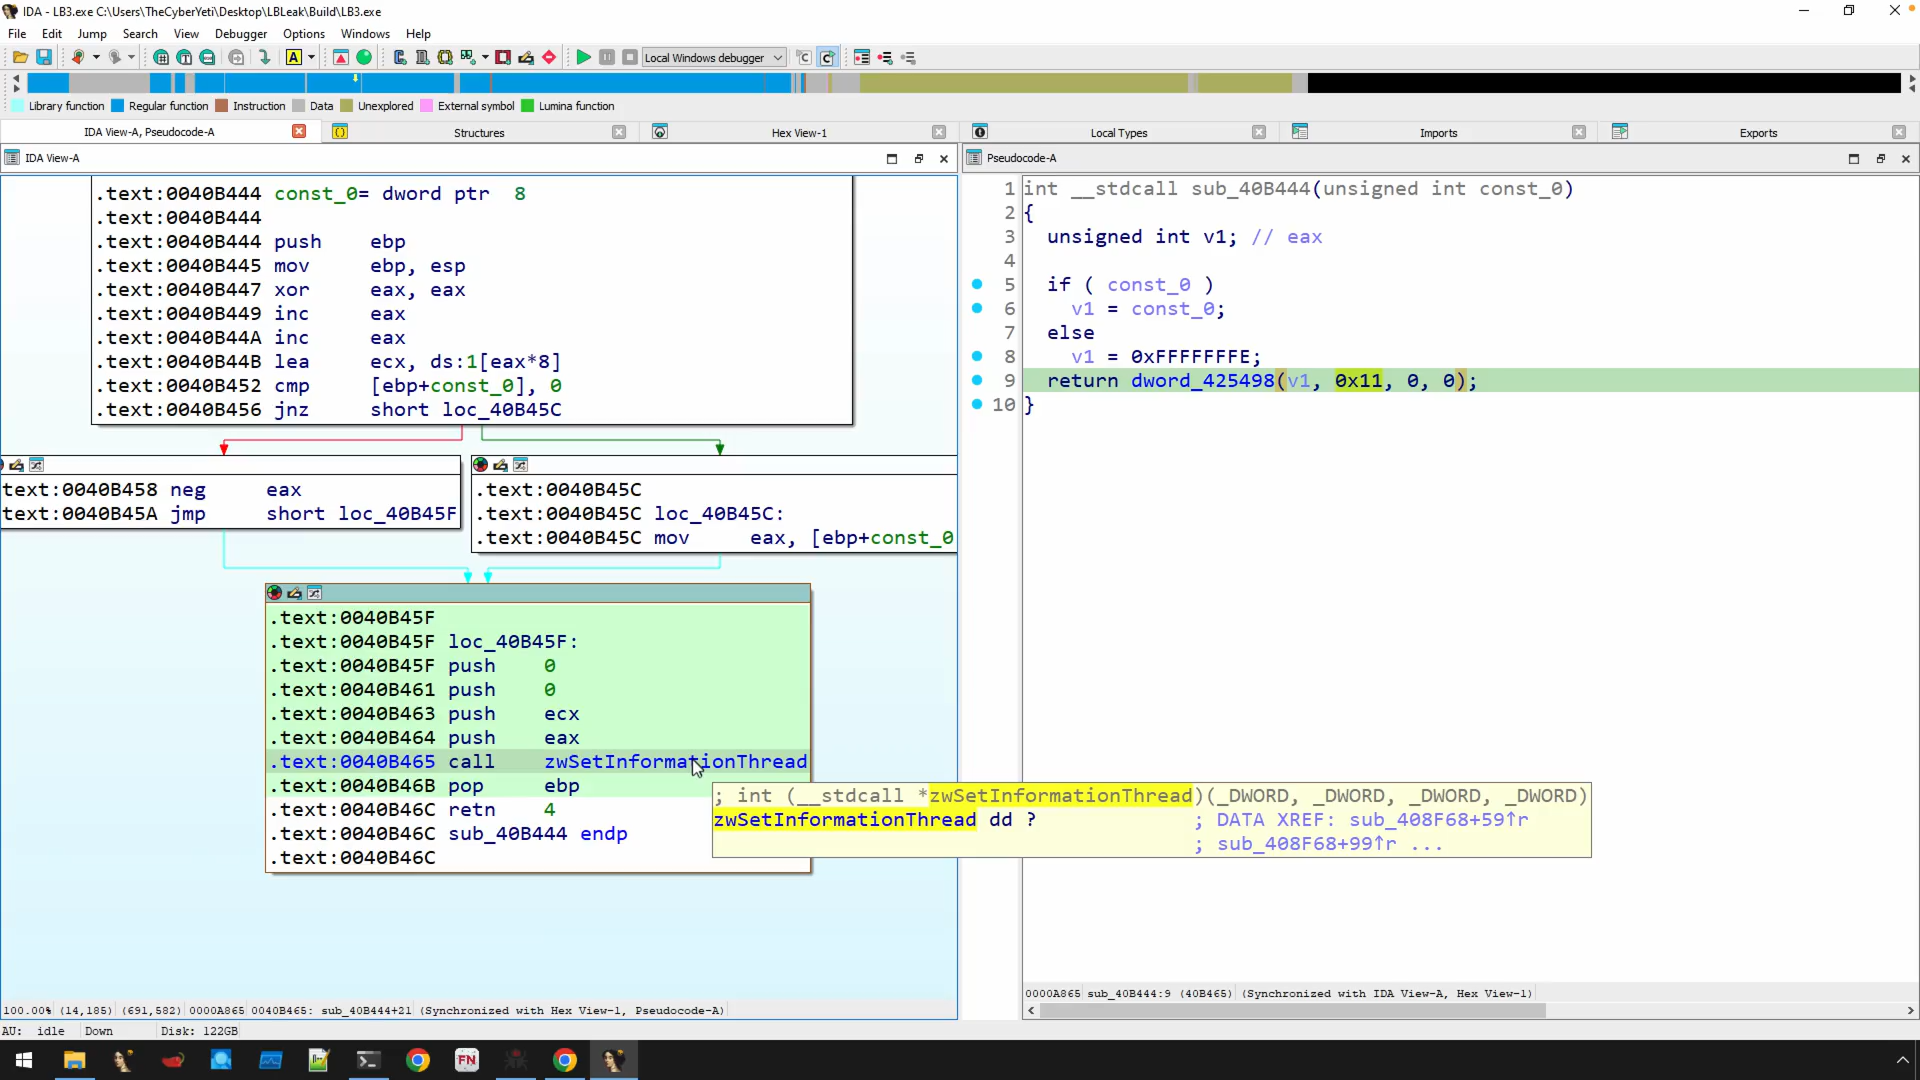 IDA - LB3.exe C:\Users\TheCyberYeti\Desktop\LBLeak\Build\LB3.exe
File Edit Jump Search View Debugger Options Windows Help
Local Windows debugger
Library function Regular function Instruction Data Unexplored External symbol Lumina function
IDA View-A, Pseudocode-A Structures Hex View-1 Local Types Imports Exports
IDA View-A
.text:0040B444 const_0= dword ptr 8
.text:0040B444
.text:0040B444 push ebp
.text:0040B445 mov ebp, esp
.text:0040B447 xor eax, eax
.text:0040B449 inc eax
.text:0040B44A inc eax
.text:0040B44B lea ecx, ds:1[eax*8]
.text:0040B452 cmp [ebp+const_0], 0
.text:0040B456 jnz short loc_40B45C
text:0040B458 neg eax
text:0040B45A jmp short loc_40B45F
.text:0040B45C
.text:0040B45C loc_40B45C:
.text:0040B45C mov eax, [ebp+const_0
.text:0040B45F
.text:0040B45F loc_40B45F:
.text:0040B45F push 0
.text:0040B461 push 0
.text:0040B463 push ecx
.text:0040B464 push eax
.text:0040B465 call zwSetInformationThread
.text:0040B46B pop ebp
.text:0040B46C retn 4
.text:0040B46C sub_40B444 endp
.text:0040B46C
; int (__stdcall *zwSetInformationThread)(_DWORD, _DWORD, _DWORD, _DWORD)
zwSetInformationThread dd ? ; DATA XREF: sub_408F68+59↑r
; sub_408F68+99↑r ...
100.00% (14,185) (691,582) 0000A865 0040B465: sub_40B444+21 (Synchronized with Hex View-1, Pseudocode-A)
Pseudocode-A
1 int __stdcall sub_40B444(unsigned int const_0)
2 {
3 unsigned int v1; // eax
4
5 if ( const_0 )
6 v1 = const_0;
7 else
8 v1 = 0xFFFFFFFE;
9 return dword_425498(v1, 0x11, 0, 0);
10 }
0000A865 sub_40B444:9 (40B465) (Synchronized with IDA View-A, Hex View-1)
AU: idle Down Disk: 122GB
FN